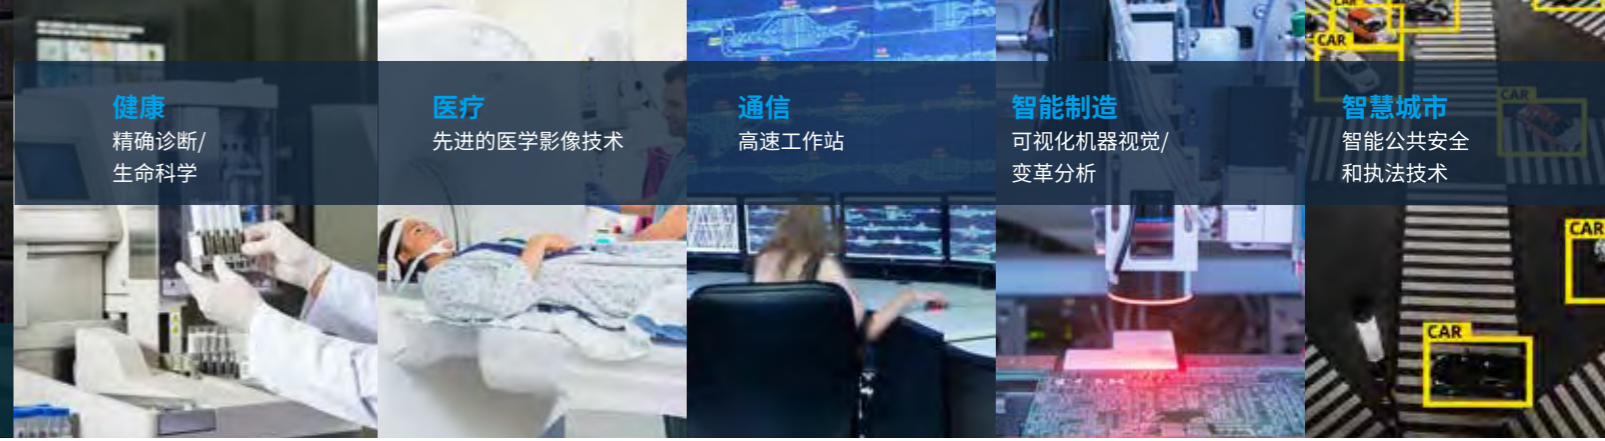 健康
精确诊断/
生命科学
医疗
先进的医学影像技术
通信
高速工作站
智能制造
可视化机器视觉/
变革分析
智慧城市
智能公共安全
和执法技术
CAR
CAR
CAR
CAR
CAR